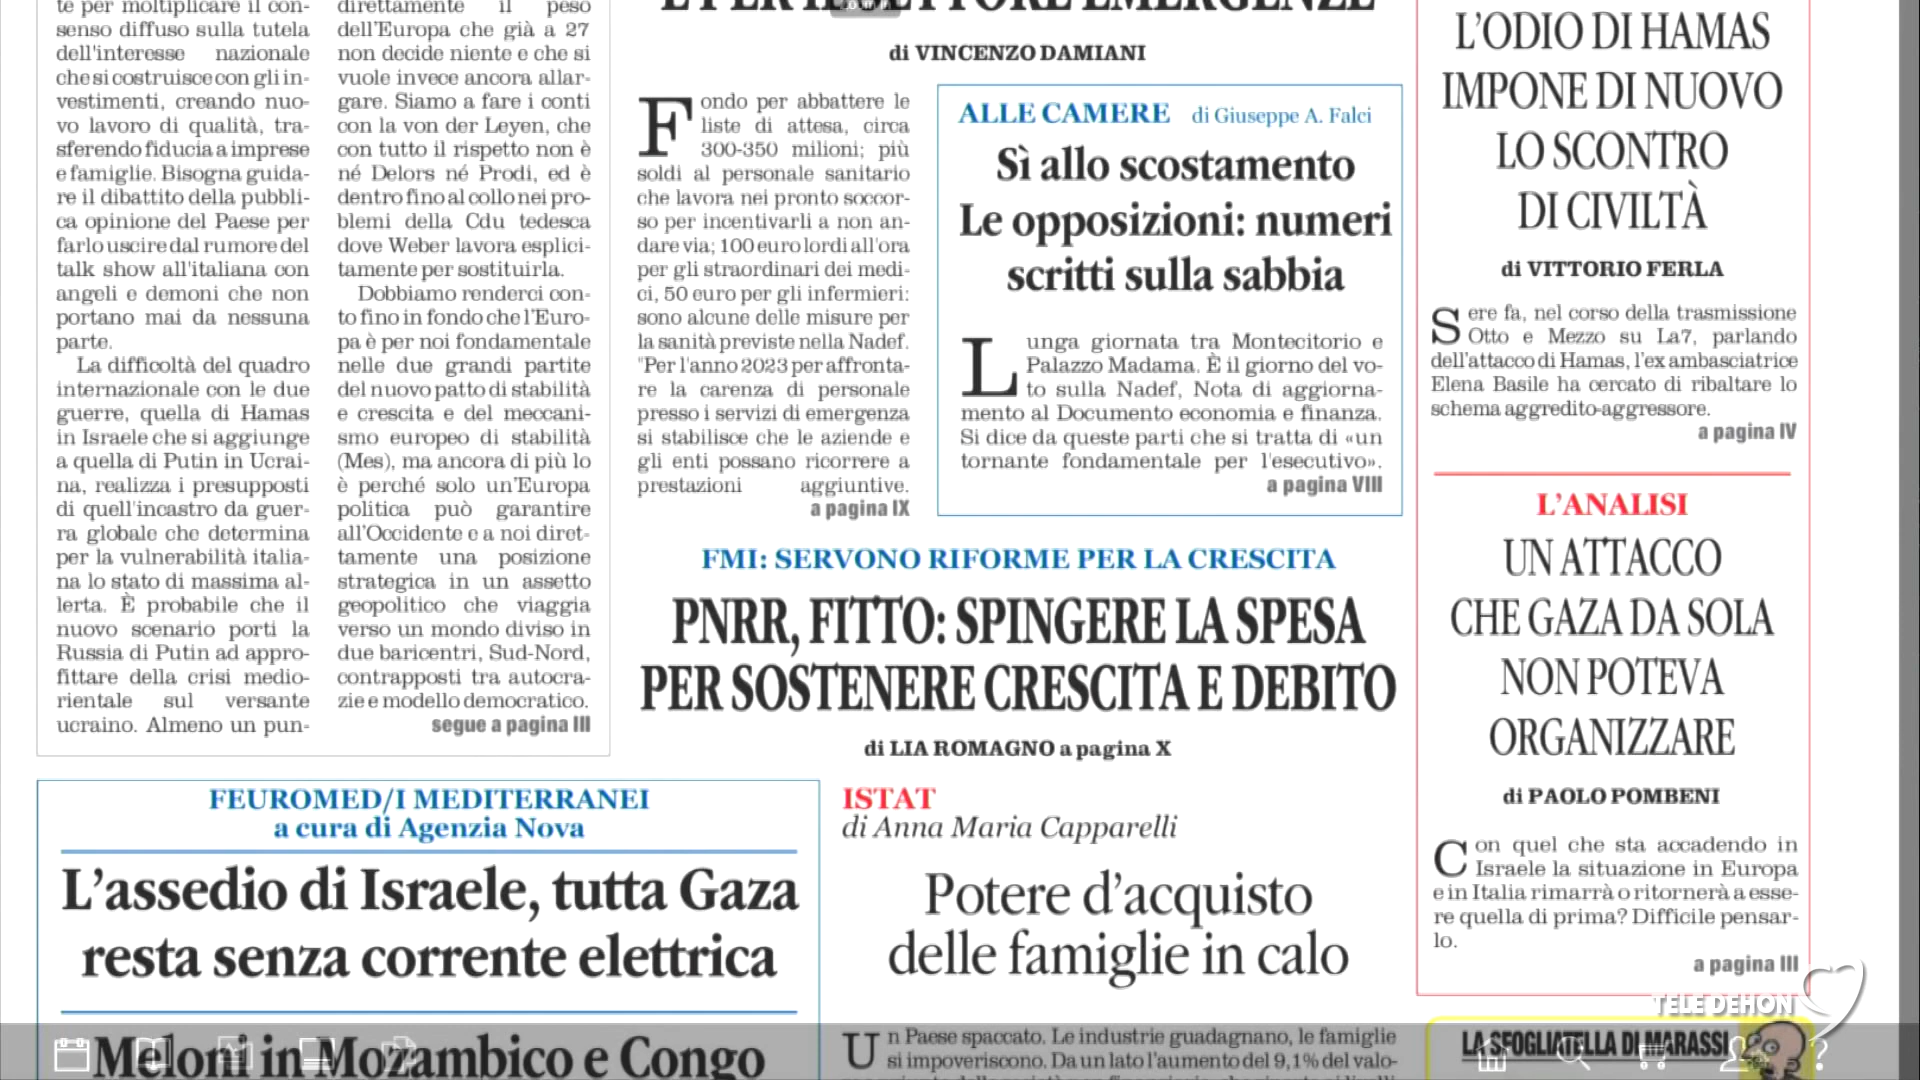 te per moltiplicare il con-
senso diffuso sulla tutela
dell'interesse nazionale
che si costruisce con gli in-
vestimenti, creando nuo-
vo lavoro di qualità, tra-
sferendo fiducia a imprese
e famiglie. Bisogna guida-
re il dibattito della pubbli-
ca opinione del Paese per
farlo uscire dal rumore del
talk show all'italiana con
angeli e demoni che non
portano mai da nessuna
parte.
La difficoltà del quadro
internazionale con le due
guerre, quella di Hamas
in Israele che si aggiunge
a quella di Putin in Ucrai-
na, realizza i presupposti
di quell'incastro da guer-
ra globale che determina
per la vulnerabilità italia-
na lo stato di massima al-
lerta. È probabile che il
nuovo scenario porti la
Russia di Putin ad appro-
fittare della crisi medio-
rientale sul versante
ucraino. Almeno un pun-
direttamente il peso
dell'Europa che già a 27
non decide niente e che si
vuole invece ancora allar-
gare. Siamo a fare i conti
con la von der Leyen, che
con tutto il rispetto non è
né Delors né Prodi, ed è
dentro fino al collo nei pro-
blemi della Cdu tedesca
dove Weber lavora esplici-
tamente per sostituirla.
Dobbiamo renderci con-
to fino in fondo che l'Euro-
pa è per noi fondamentale
nelle due grandi partite
del nuovo patto di stabilità
e crescita e del meccani-
smo europeo di stabilità
(Mes), ma ancora di più lo
è perché solo un'Europa
politica può garantire
all'Occidente e a noi diret-
tamente una posizione
strategica in un assetto
geopolitico che viaggia
verso un mondo diviso in
due baricentri, Sud-Nord,
contrapposti tra autocra-
zie e modello democratico.
segue a pagina III
E PER IL SETTORE EMERGENZE
di VINCENZO DAMIANI
Fondo per abbattere le
liste di attesa, circa
300-350 milioni; più
soldi al personale sanitario
che lavora nei pronto soccor-
so per incentivarli a non an-
dare via; 100 euro lordi all'ora
per gli straordinari dei medi-
ci, 50 euro per gli infermieri:
sono alcune delle misure per
la sanità previste nella Nadef.
"Per l'anno 2023 per affronta-
re la carenza di personale
presso i servizi di emergenza
si stabilisce che le aziende e
gli enti possano ricorrere a
prestazioni aggiuntive.
a pagina IX
ALLE CAMERE di Giuseppe A. Falci
Sì allo scostamento
Le opposizioni: numeri
scritti sulla sabbia
Lunga giornata tra Montecitorio e
Palazzo Madama. È il giorno del vo-
to sulla Nadef, Nota di aggiorna-
mento al Documento economia e finanza.
Si dice da queste parti che si tratta di «un
tornante fondamentale per l'esecutivo».
a pagina VIII
FMI: SERVONO RIFORME PER LA CRESCITA
PNRR, FITTO: SPINGERE LA SPESA
PER SOSTENERE CRESCITA E DEBITO
di LIA ROMAGNO a pagina X
L'ODIO DI HAMAS
IMPONE DI NUOVO
LO SCONTRO
DI CIVILTÀ
di VITTORIO FERLA
Sere fa, nel corso della trasmissione
Otto e Mezzo su La7, parlando
dell'attacco di Hamas, l'ex ambasciatrice
Elena Basile ha cercato di ribaltare lo
schema aggredito-aggressore.
a pagina IV
L'ANALISI
UN ATTACCO
CHE GAZA DA SOLA
NON POTEVA
ORGANIZZARE
di PAOLO POMBENI
Con quel che sta accadendo in
Israele la situazione in Europa
e in Italia rimarrà o ritornerà a esse-
re quella di prima? Difficile pensar-
lo.
a pagina III
FEUROMED/I MEDITERRANEI
a cura di Agenzia Nova
L'assedio di Israele, tutta Gaza
resta senza corrente elettrica
Meloni in Mozambico e Congo
ISTAT
di Anna Maria Capparelli
Potere d'acquisto
delle famiglie in calo
Un Paese spaccato. Le industrie guadagnano, le famiglie
si impoveriscono. Da un lato l'aumento del 9,1% del valo-
TELE DEHON
LA SFOGLIATELLA DI MARASSI